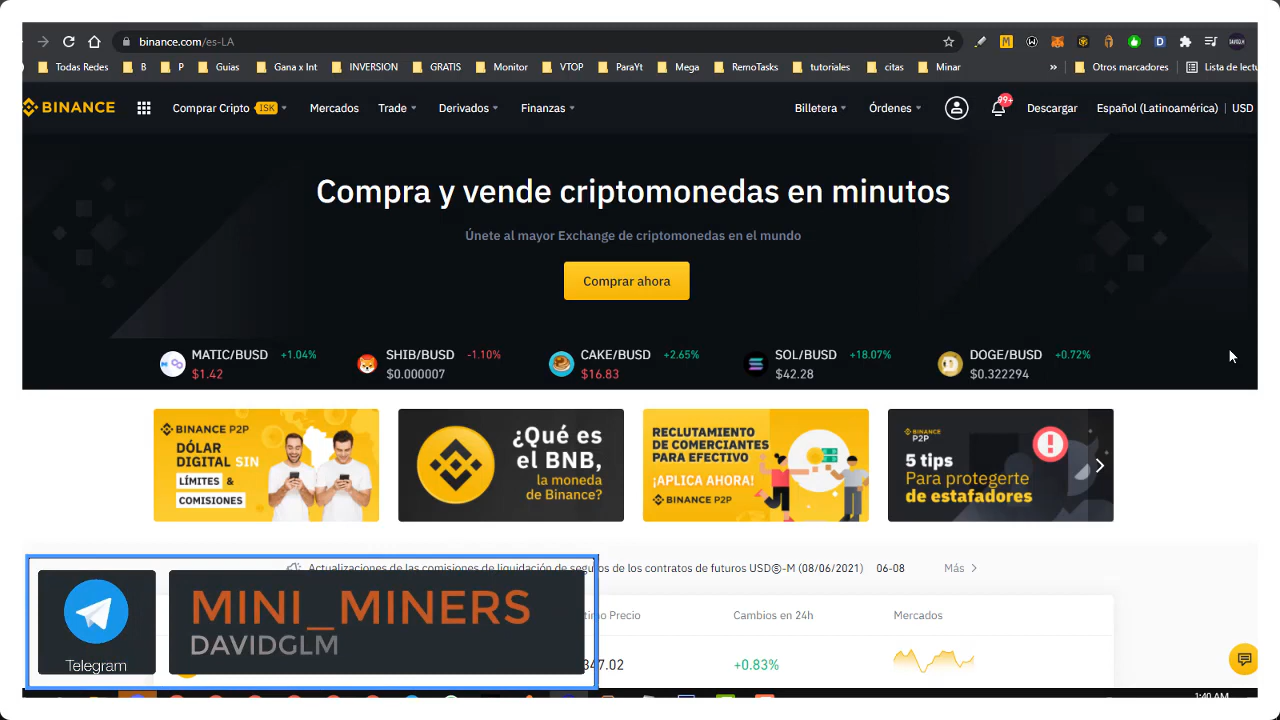 binance.com/es-LA
Todas Redes
B
P
Guias
Gana x Int
INVERSION
GRATIS
Monitor
VTOP
ParaYt
Mega
RemoTasks
tutoriales
citas
Minar
»
Otros marcadores
Lista de lectu
BINANCE
Comprar Cripto
ISK
Mercados
Trade
Derivados
Finanzas
Billetera
Órdenes
99+
Descargar
Español (Latinoamérica)
USD
Compra y vende criptomonedas en minutos
Únete al mayor Exchange de criptomonedas en el mundo
Comprar ahora
MATIC/BUSD +1.04%
$1.42
SHIB/BUSD -1.10%
$0.000007
CAKE/BUSD +2.65%
$16.83
SOL/BUSD +18.07%
$42.28
DOGE/BUSD +0.72%
$0.322294
BINANCE P2P
DÓLAR
DIGITAL SIN
LÍMITES &
COMISIONES
¿Qué es
el BNB,
la moneda
de Binance?
RECLUTAMIENTO
DE COMERCIANTES
PARA EFECTIVO
¡APLICA AHORA!
BINANCE P2P
BINANCE
P2P
5 tips
Para protegerte
de estafadores
Actualizaciones de las comisiones de liquidación de seguros de los contratos de futuros USD®-M (08/06/2021) 06-08 Más
timo Precio
Cambios en 24h
Mercados
347.02
+0.83%
Telegram
MINI_MINERS
DAVIDGLM
1:40 AM